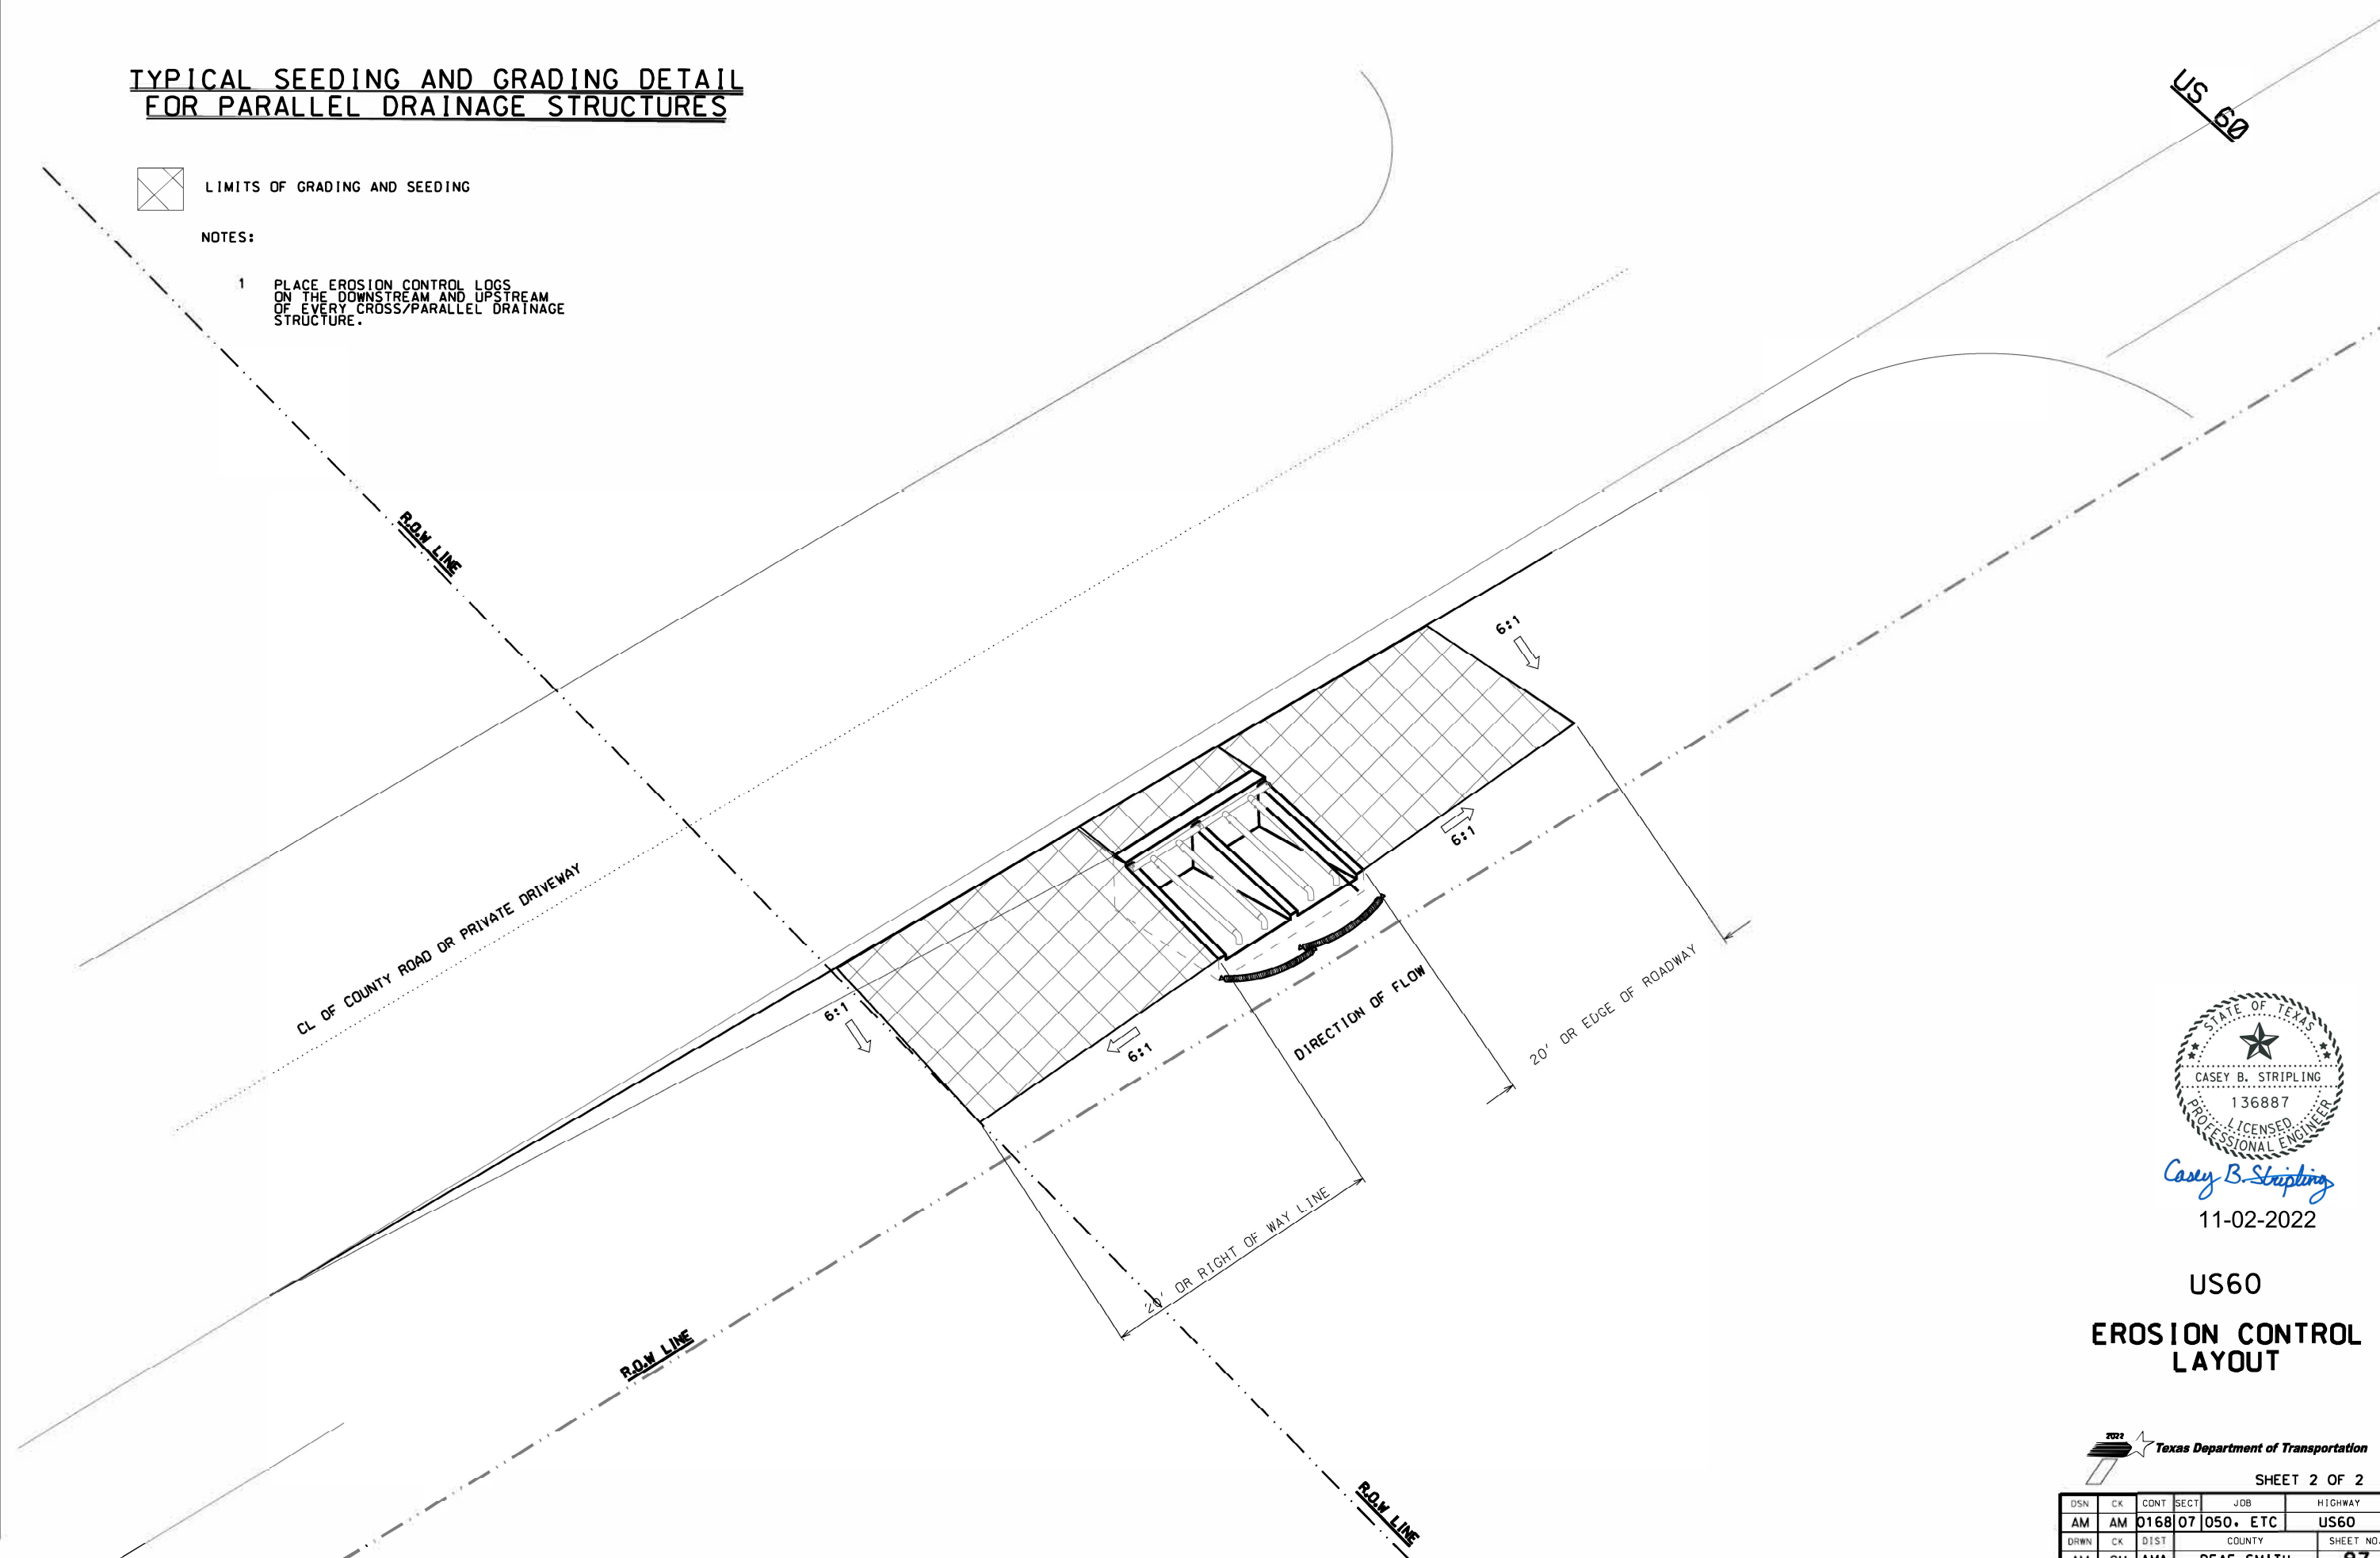 TYPICAL SEEDING AND GRADING DETAIL
FOR PARALLEL DRAINAGE STRUCTURES
US 60
LIMITS OF GRADING AND SEEDING
NOTES:
1 PLACE EROSION CONTROL LOGS
ON THE DOWNSTREAM AND UPSTREAM
OF EVERY CROSS/PARALLEL DRAINAGE
STRUCTURE.
R.O.W LINE
6:1
6:1
CL OF COUNTY ROAD OR PRIVATE DRIVEWAY
6:1
6:1
DIRECTION OF FLOW
20' OR EDGE OF ROADWAY
20' OR RIGHT OF WAY LINE
R.O.W LINE
R.O.W LINE
STATE OF TEXAS
CASEY B. STRIPLING
136887
LICENSED
PROFESSIONAL ENGINEER
Casey B. Stripling
11-02-2022
US60
EROSION CONTROL
LAYOUT
2022
Texas Department of Transportation
SHEET 2 OF 2
DSN CK CONT SECT JOB HIGHWAY
AM AM 0168 07 050. ETC US60
DRWN CK DIST COUNTY SHEET NO.